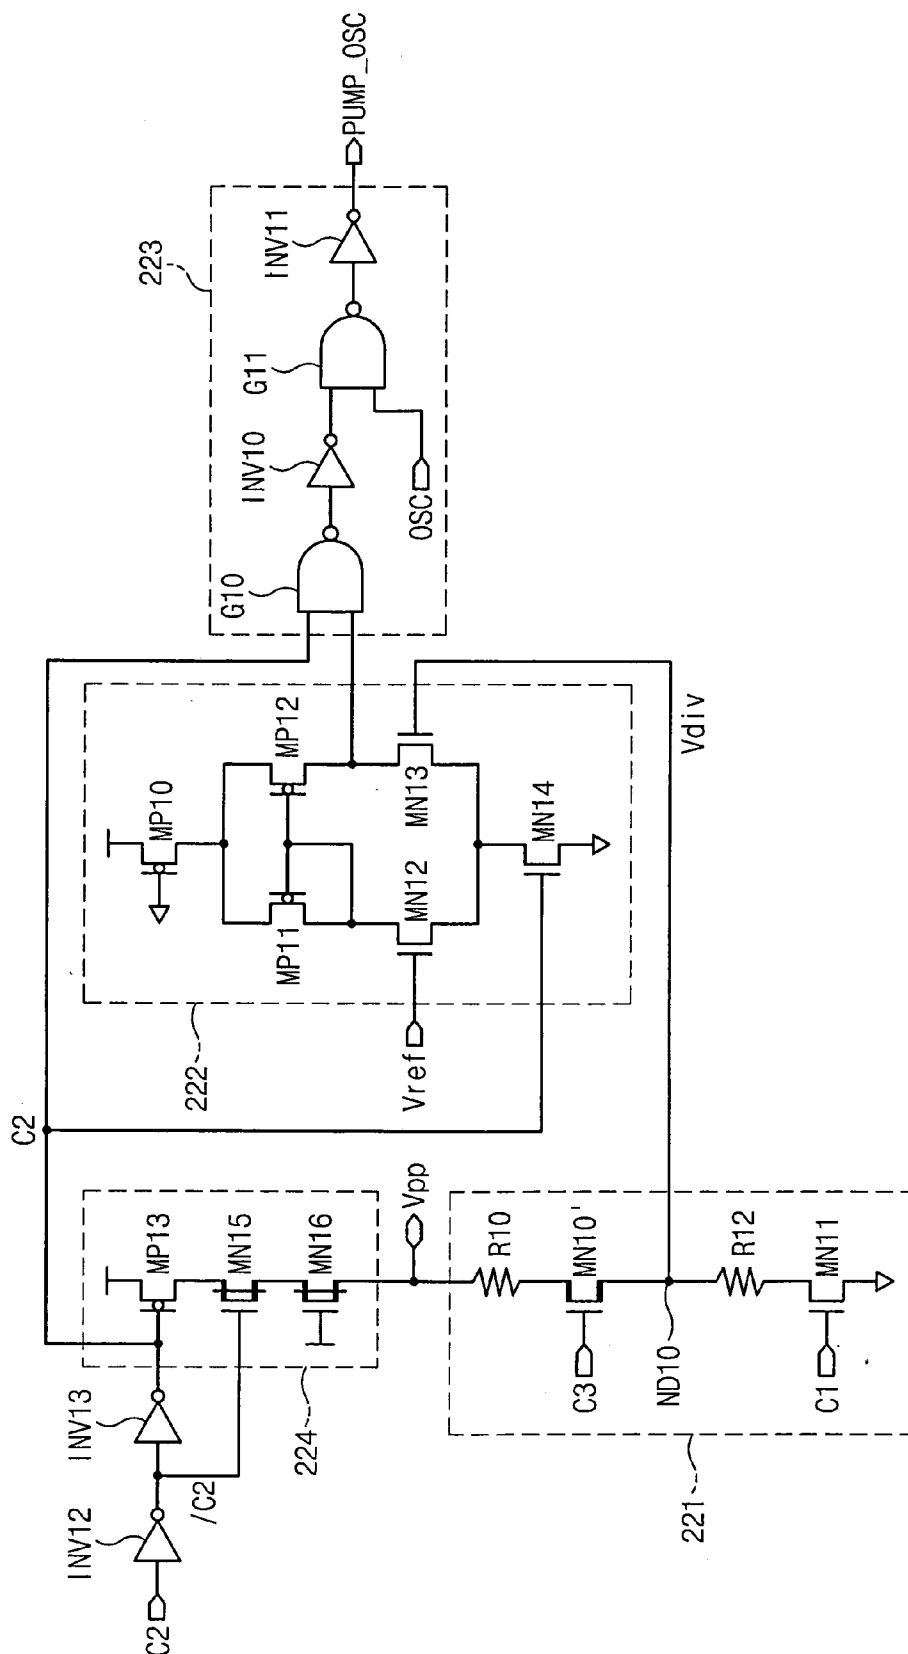 PUMP_OSC
INV11
223
G11
INV10
OSC
G10
MP10
MP12
MP11
MN13
MN12
MN14
Vdiv
Vref
222
C2
MP13
MN15
MN16
Vpp
R10
MN10'
R12
MN11
ND10
C3
C1
221
224
INV13
/C2
INV12
C2